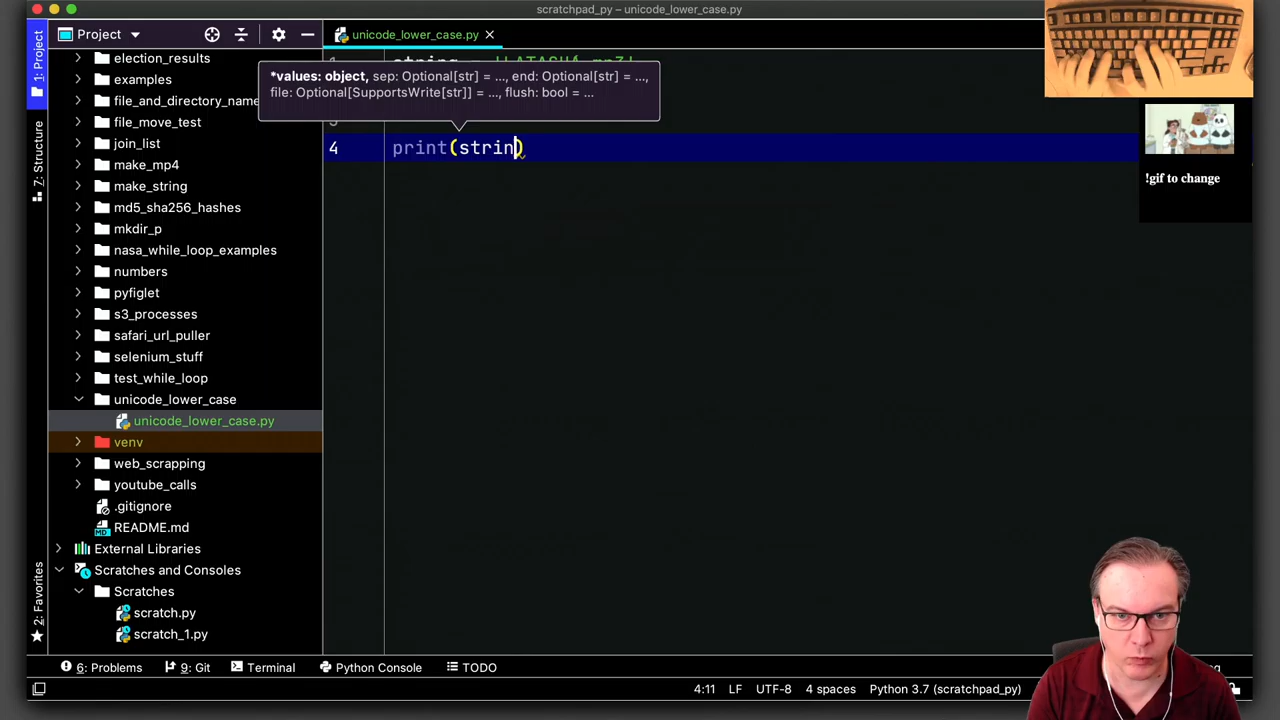 scratchpad_py – unicode_lower_case.py
1: Project
7: Structure
2: Favorites
Project
unicode_lower_case.py
election_results
examples
file_and_directory_name
file_move_test
join_list
make_mp4
make_string
md5_sha256_hashes
mkdir_p
nasa_while_loop_examples
numbers
pyfiglet
s3_processes
safari_url_puller
selenium_stuff
test_while_loop
unicode_lower_case
unicode_lower_case.py
venv
web_scrapping
youtube_calls
.gitignore
README.md
External Libraries
Scratches and Consoles
Scratches
scratch.py
scratch_1.py
*values: object, sep: Optional[str] = ..., end: Optional[str] = ...,
file: Optional[SupportsWrite[str]] = ..., flush: bool = ...
4 print(strin)
!gif to change
6: Problems
9: Git
Terminal
Python Console
TODO
4:11 LF UTF-8 4 spaces Python 3.7 (scratchpad_py)